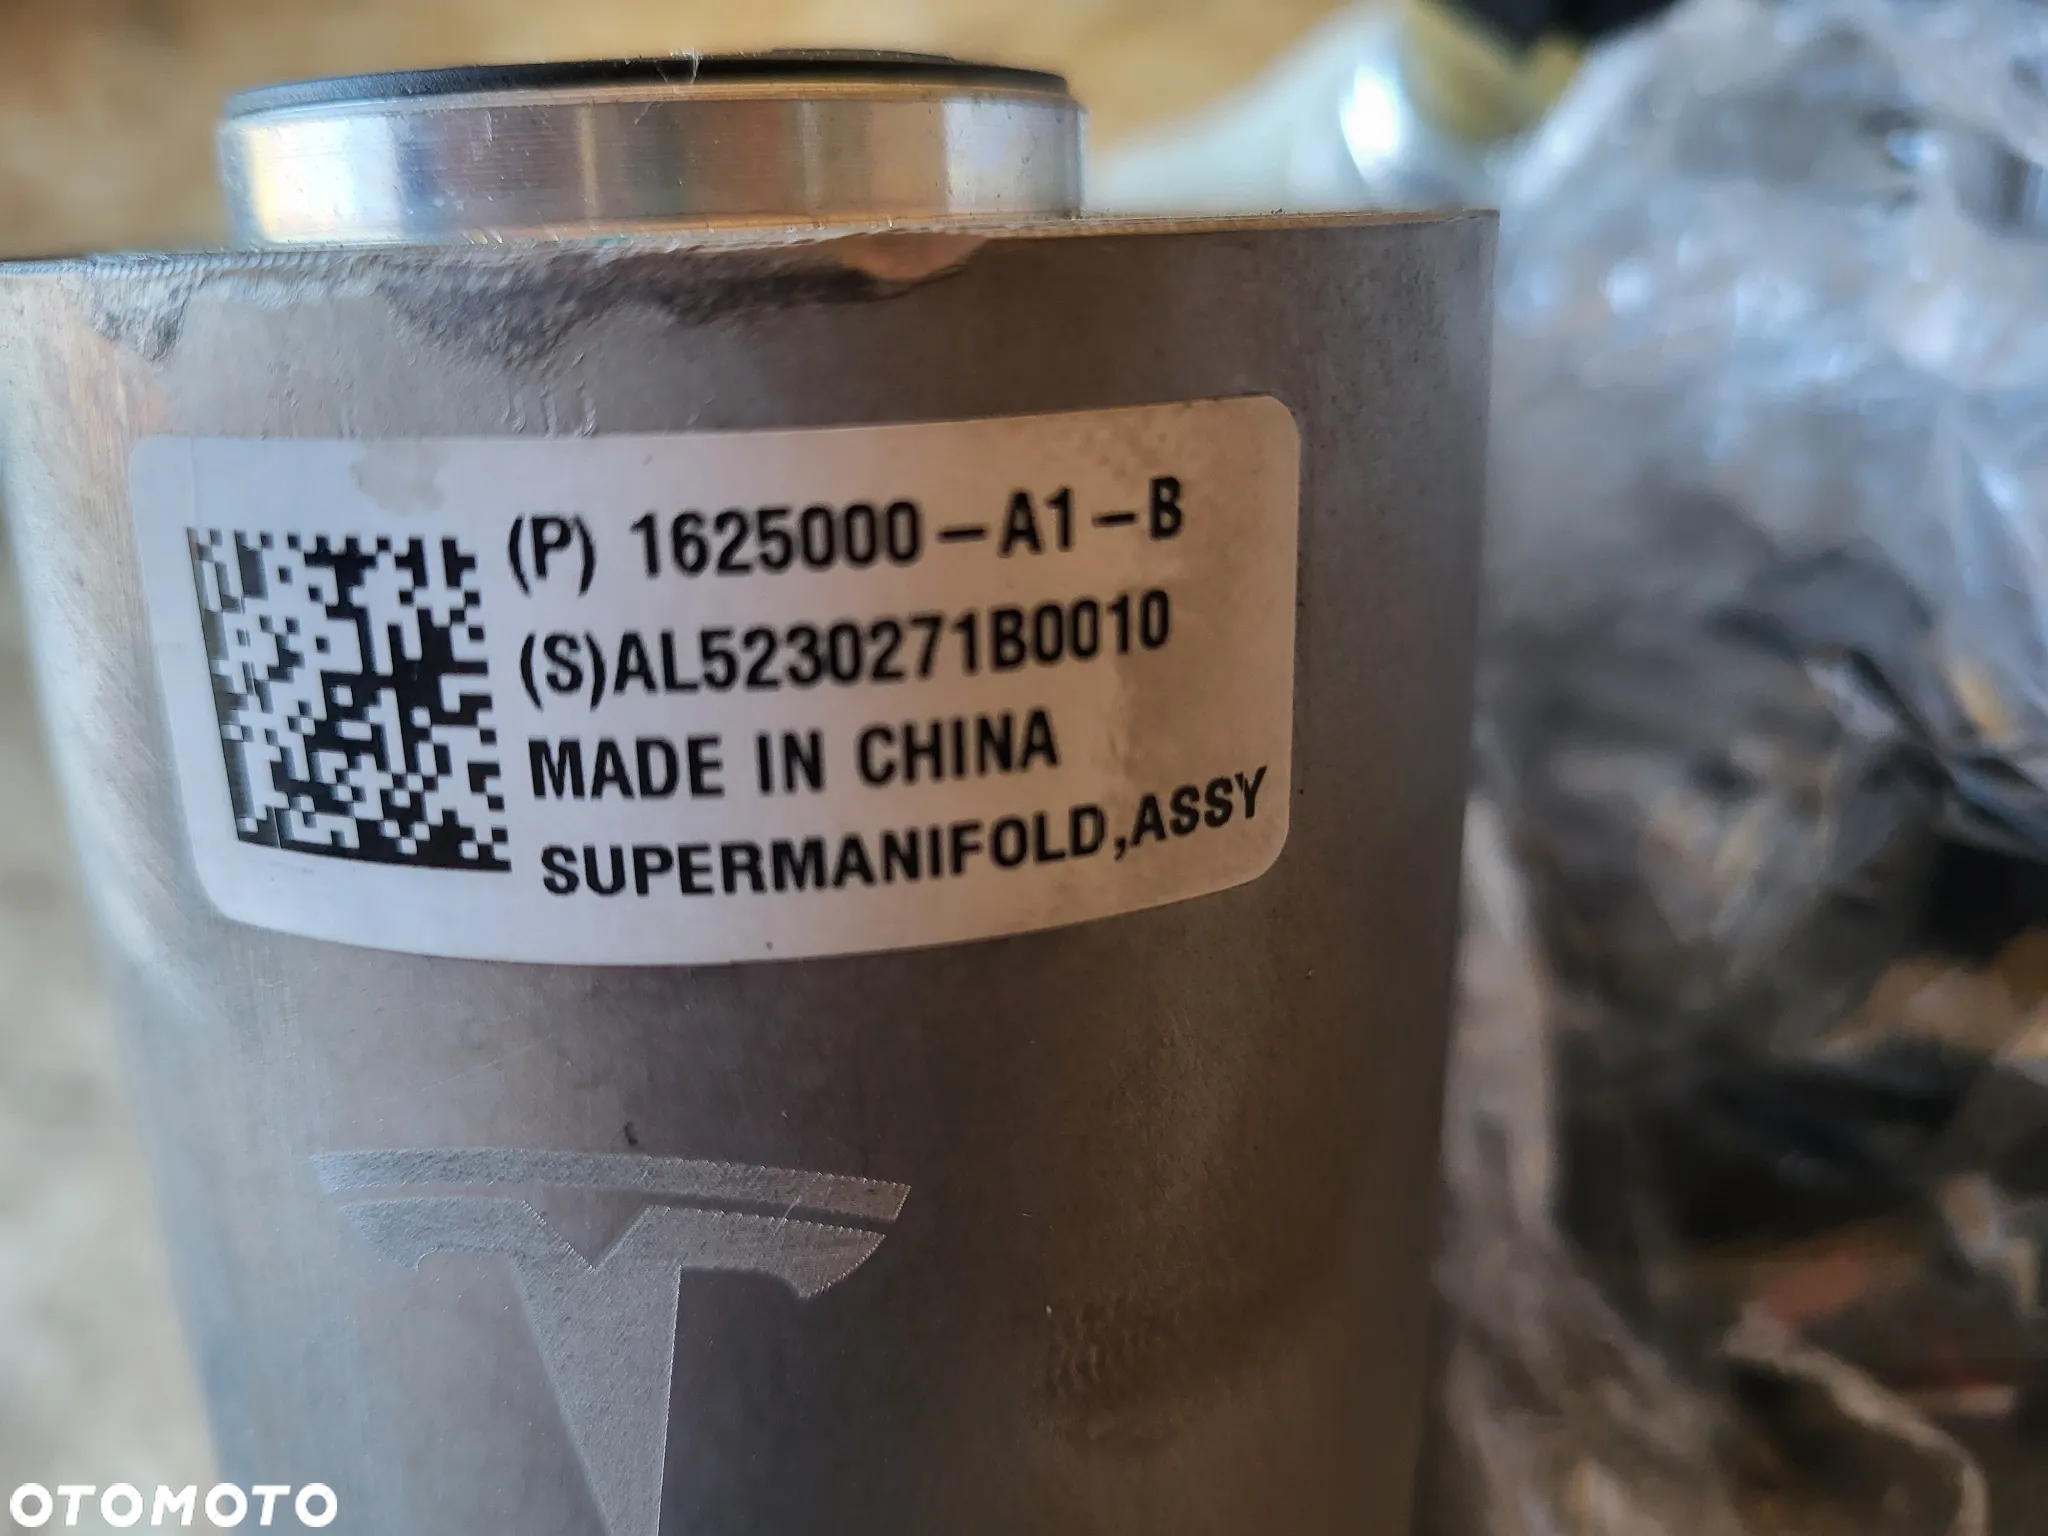 (P) 1625000-A1-B
(S)AL5230271B0010
MADE IN CHINA
SUPERMANIFOLD,ASSY
OTOMOTO